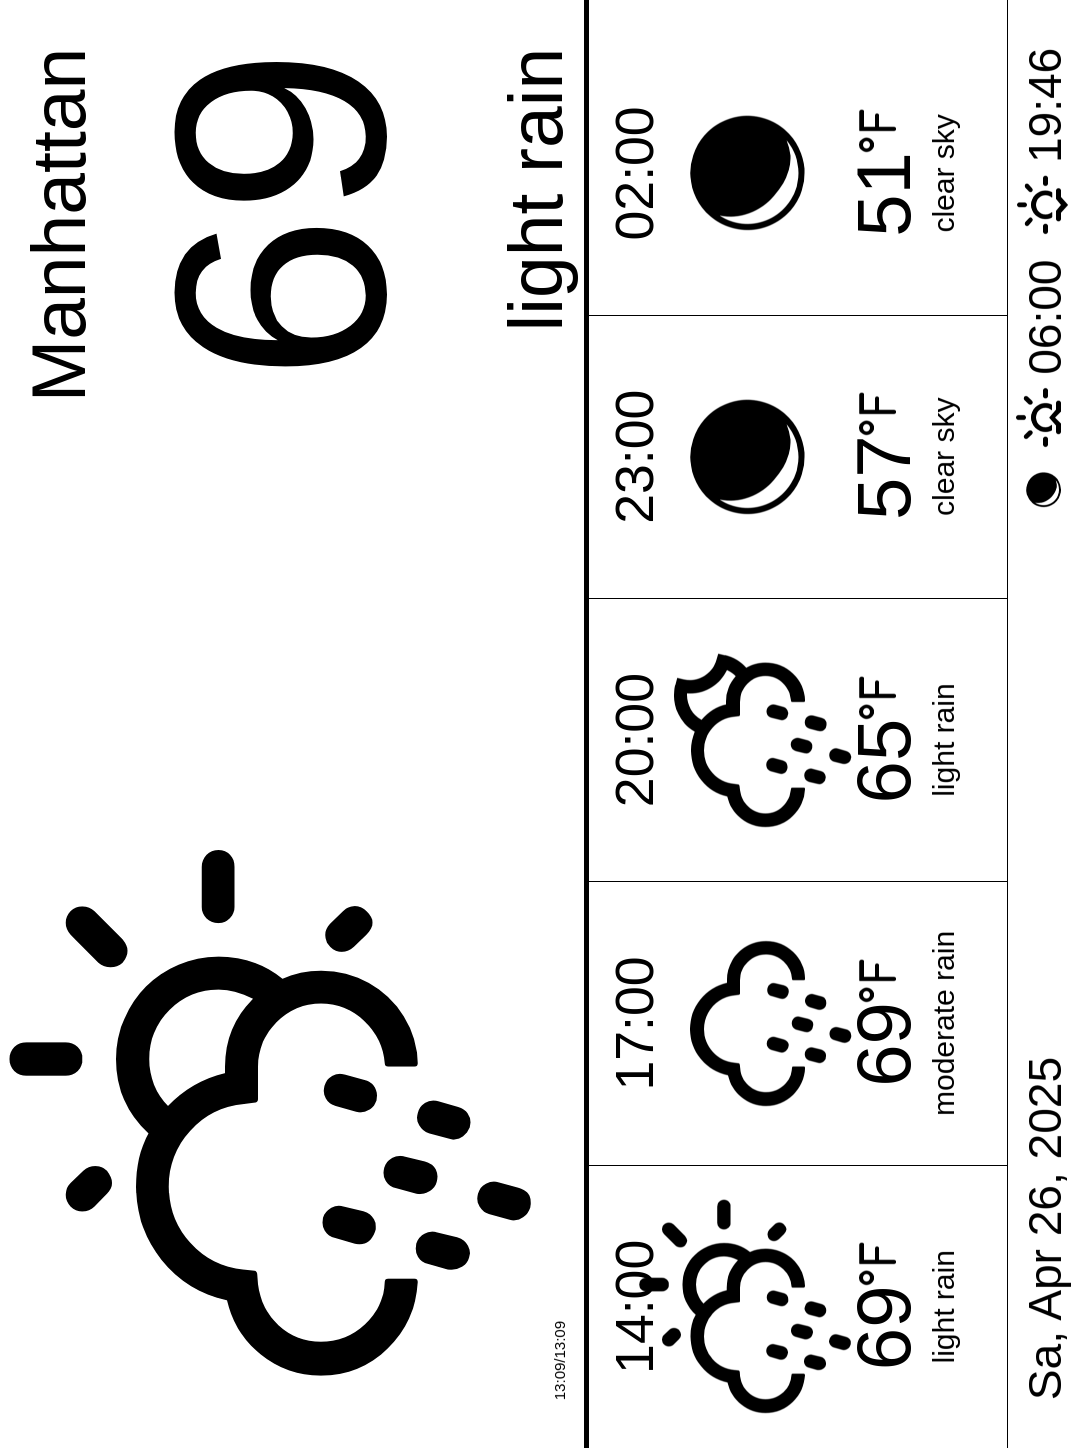 Manhattan
69
light rain
13:09/13:09
14:00
17:00
20:00
23:00
02:00
69°F
69°F
65°F
57°F
51°F
light rain
moderate rain
light rain
clear sky
clear sky
Sa, Apr 26, 2025
06:00
19:46